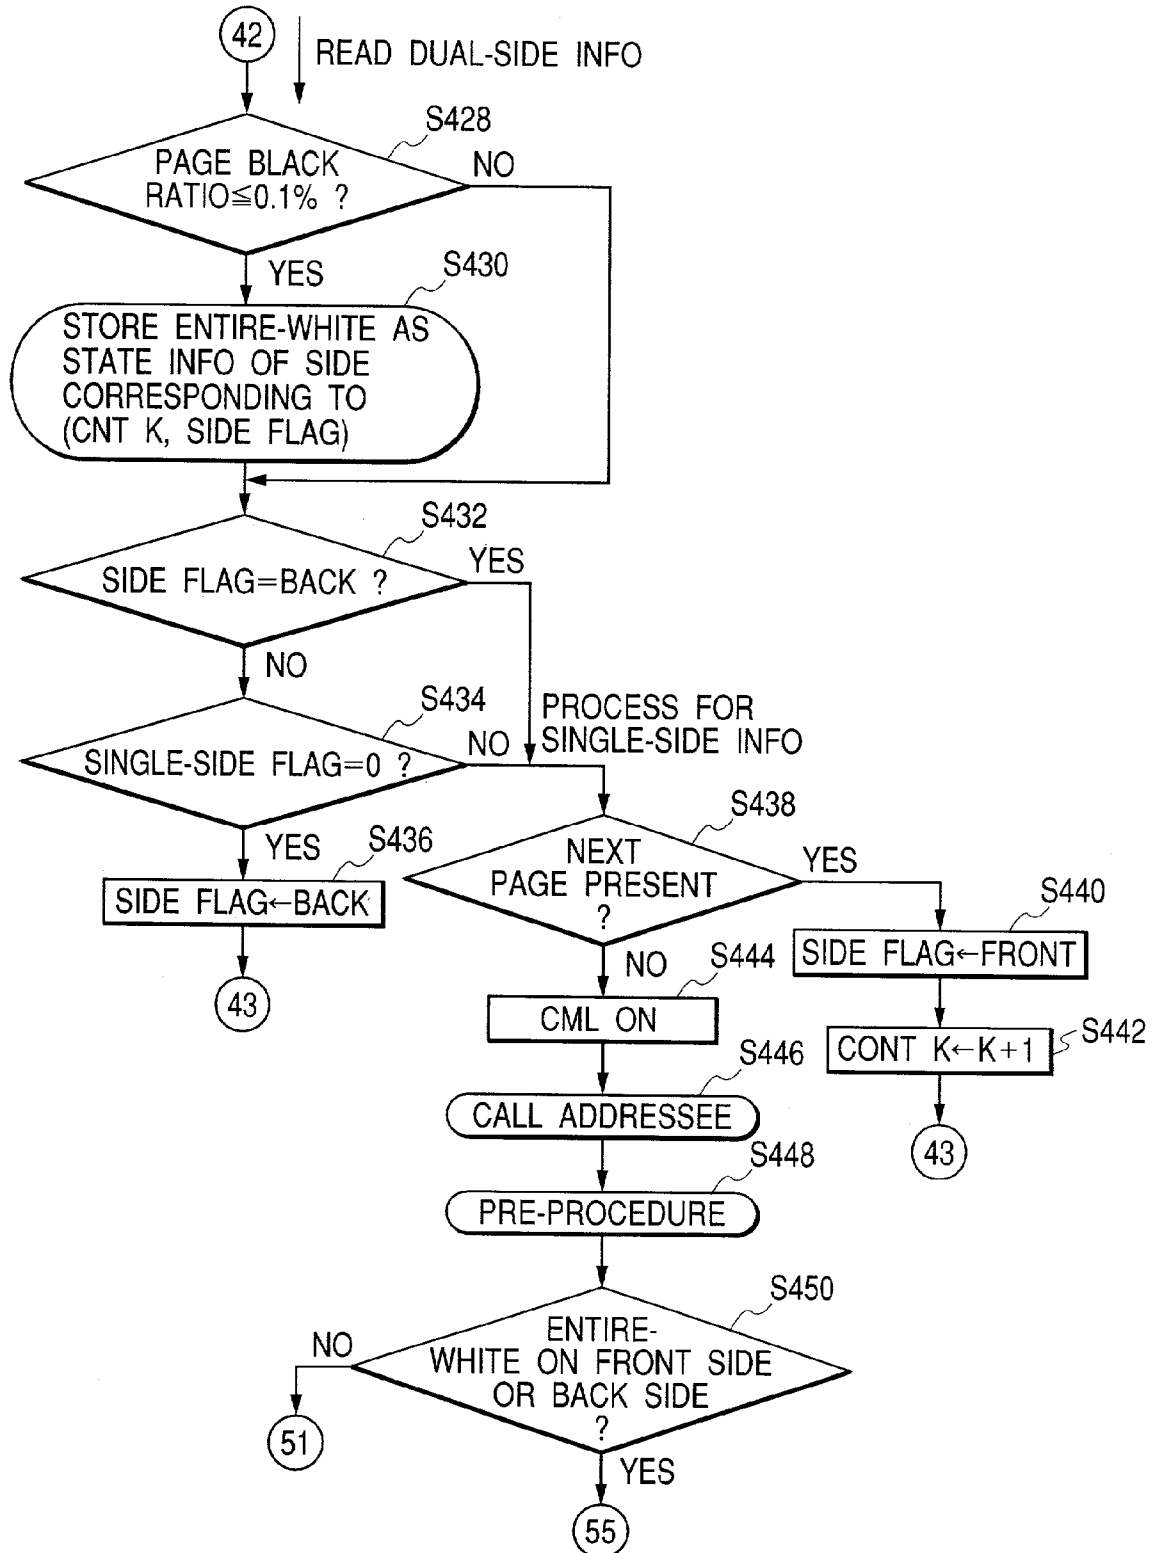 42
READ DUAL-SIDE INFO
S428
PAGE BLACK
RATIO≦0.1% ?
NO
YES
S430
STORE ENTIRE-WHITE AS
STATE INFO OF SIDE
CORRESPONDING TO
(CNT K, SIDE FLAG)
S432
SIDE FLAG=BACK ?
YES
NO
S434
SINGLE-SIDE FLAG=0 ?
NO
PROCESS FOR
SINGLE-SIDE INFO
YES
S436
SIDE FLAG←BACK
43
S438
NEXT
PAGE PRESENT
?
YES
S440
SIDE FLAG←FRONT
S442
CONT K←K+1
43
NO
S444
CML ON
S446
CALL ADDRESSEE
S448
PRE-PROCEDURE
S450
ENTIRE-
WHITE ON FRONT SIDE
OR BACK SIDE
?
NO
51
YES
55